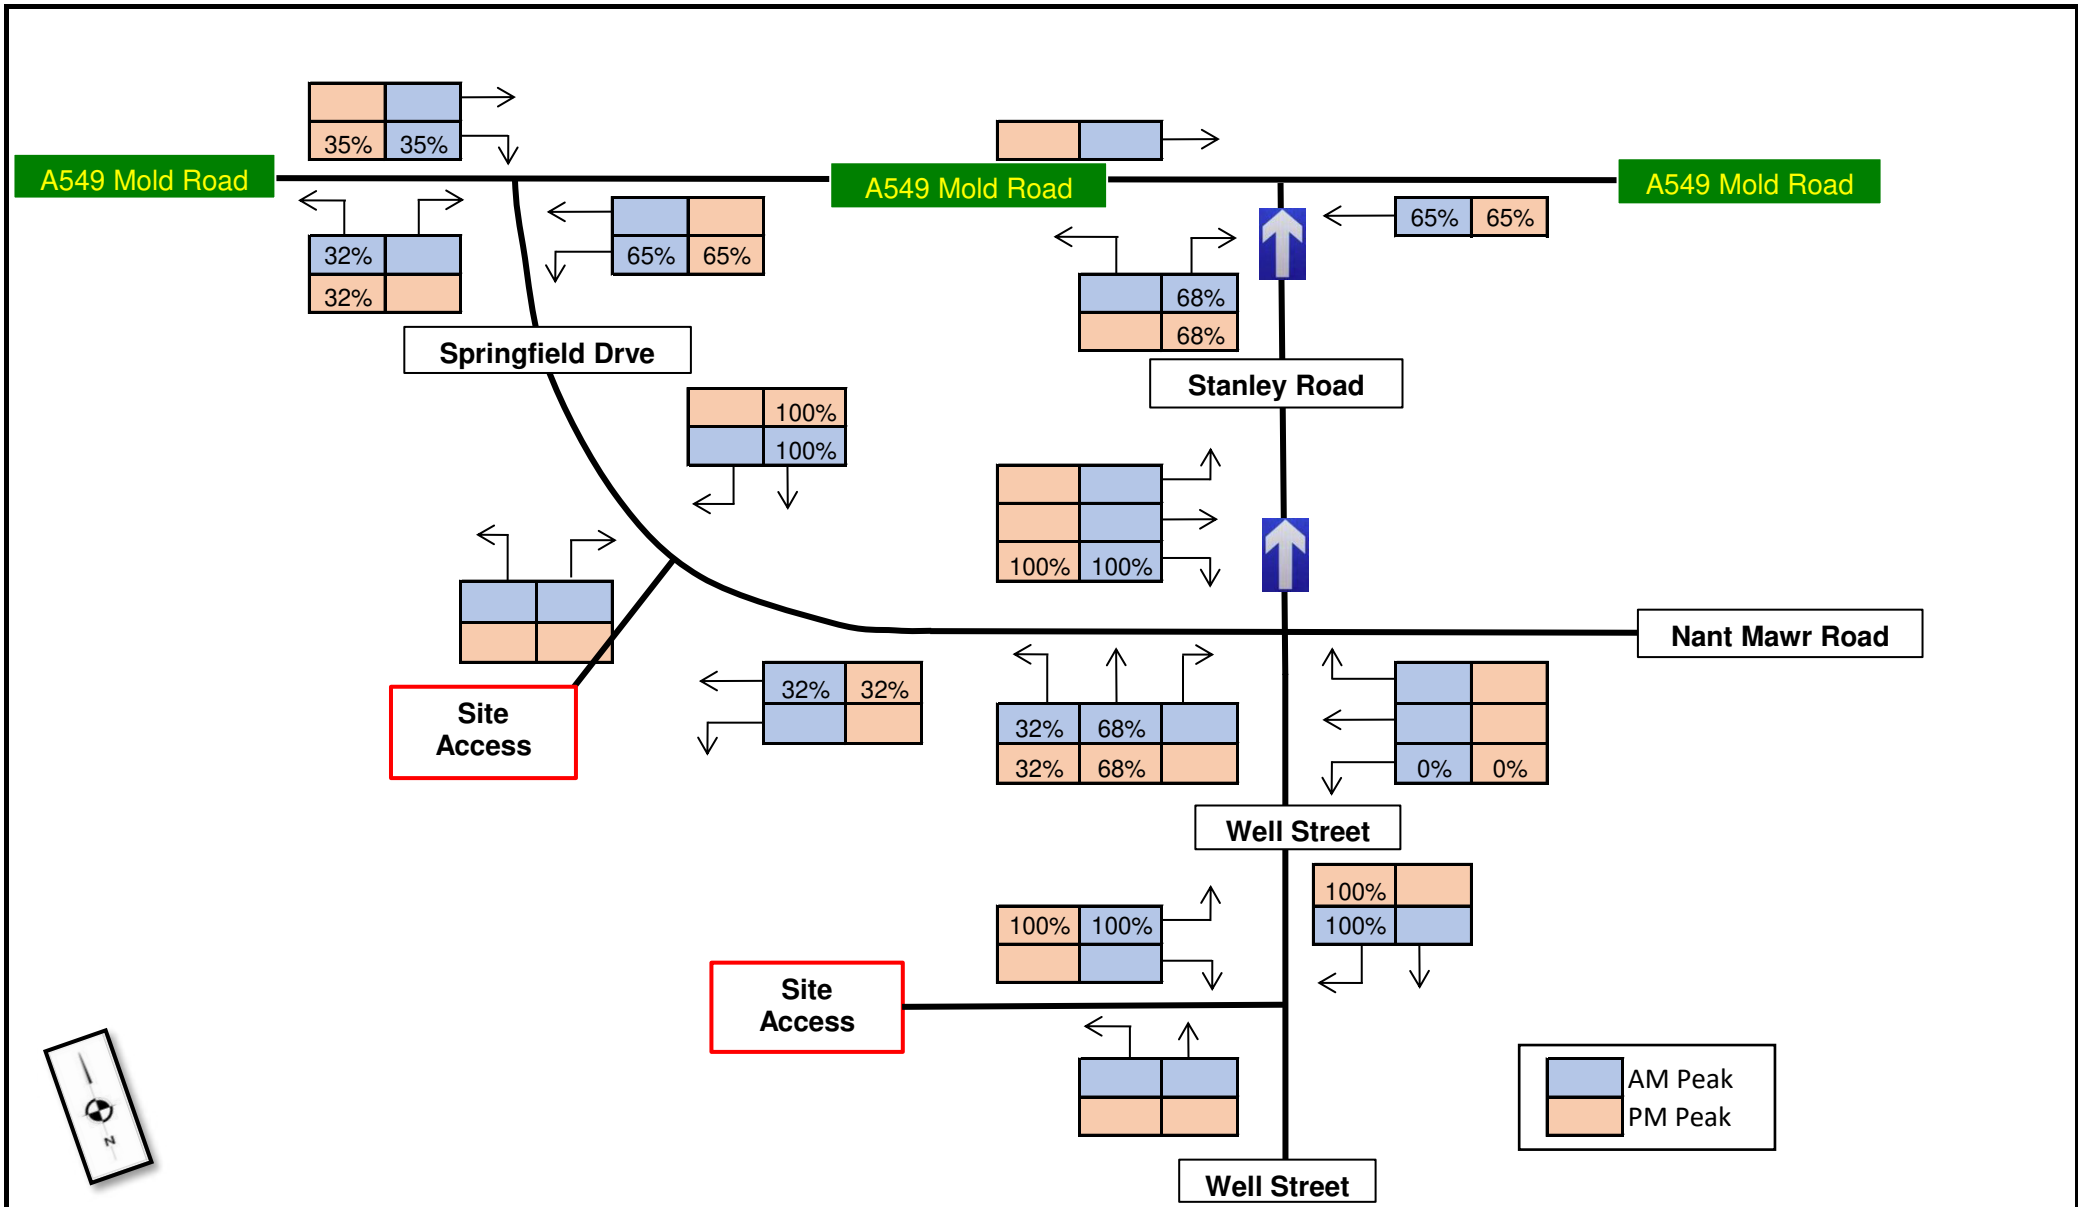 35% 35%
A549 Mold Road
A549 Mold Road
A549 Mold Road
65% 65%
32%
65% 65%
32%
68%
68%
Springfield Drve
Stanley Road
100%
100%
100% 100%
Nant Mawr Road
32% 32%
Site
Access
32% 68%
32% 68%
0% 0%
Well Street
100%
100%
100% 100%
Site
Access
AM Peak
PM Peak
N
Well Street